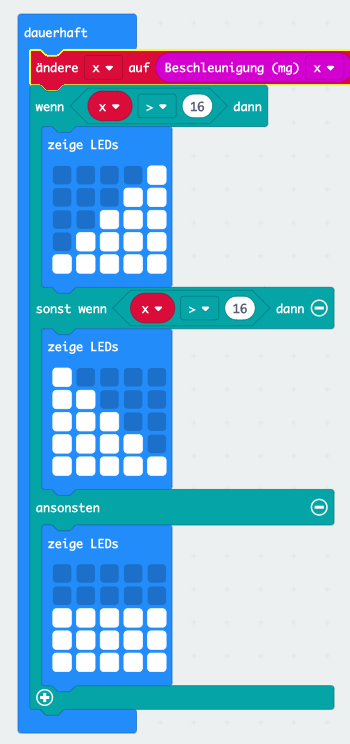 dauerhaft
ändere x auf Beschleunigung (mg) x
wenn x > 16 dann
zeige LEDs
sonst wenn x > 16 dann
zeige LEDs
ansonsten
zeige LEDs